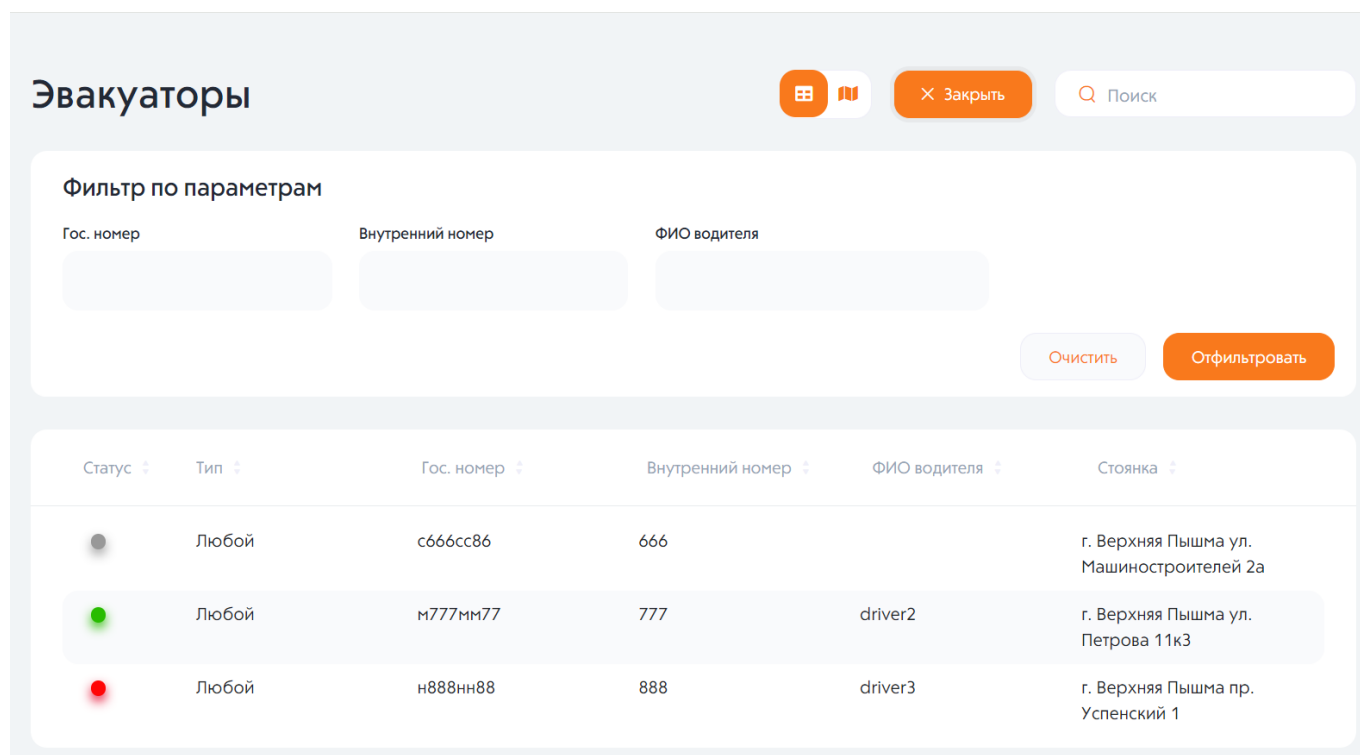 Эвакуаторы
Закрыть
Поиск
Фильтр по параметрам
Гос. номер Внутренний номер ФИО водителя
Очистить Отфильтровать
Статус Тип Гос. номер Внутренний номер ФИО водителя Стоянка
Любой с666сс86 666 г. Верхняя Пышма ул.
Машиностроителей 2а
Любой м777мм77 777 driver2 г. Верхняя Пышма ул.
Петрова 11к3
Любой н888нн88 888 driver3 г. Верхняя Пышма пр.
Успенский 1